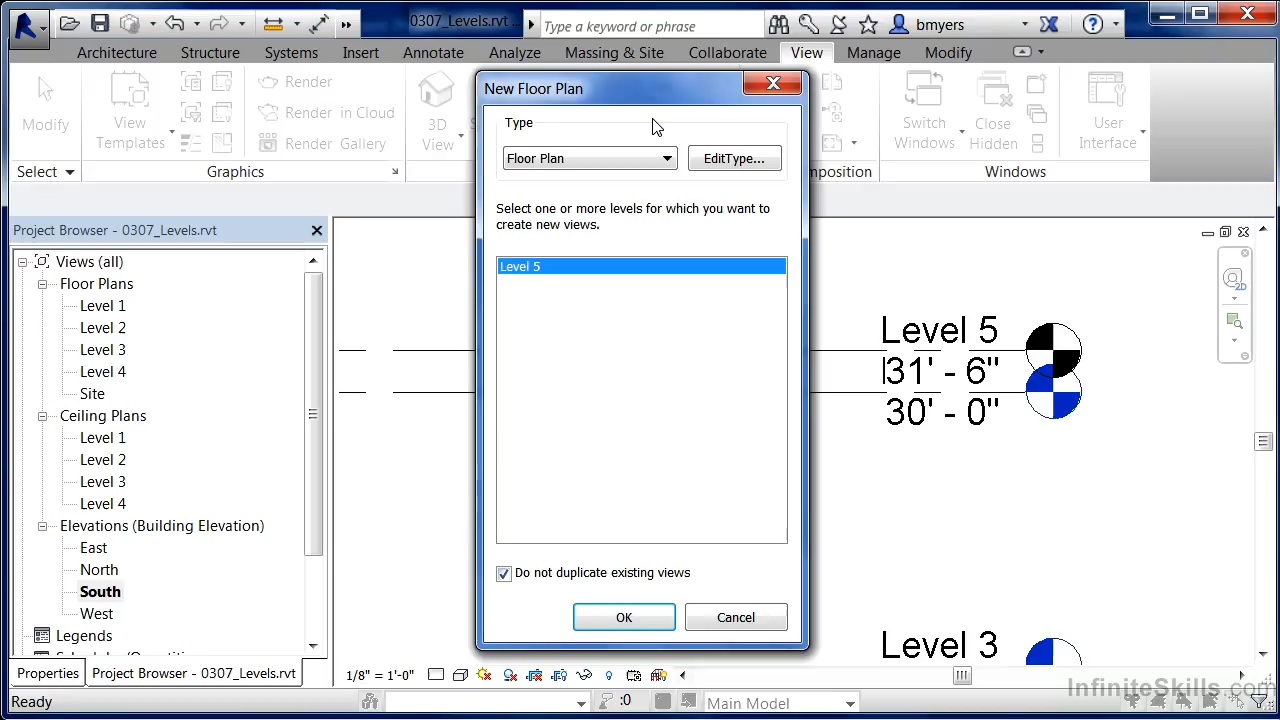 0307_Levels.rvt ...
Type a keyword or phrase
bmyers
Architecture Structure Systems Insert Annotate Analyze Massing & Site Collaborate View Manage Modify
Modify
View
Templates
Render
Render in Cloud
Render Gallery
3D
View
Switch
Windows
Close
Hidden
User
Interface
Select
Graphics
Windows
New Floor Plan
Type
Floor Plan
EditType...
Select one or more levels for which you want to
create new views.
Level 5
Do not duplicate existing views
OK
Cancel
Project Browser - 0307_Levels.rvt
Views (all)
Floor Plans
Level 1
Level 2
Level 3
Level 4
Site
Ceiling Plans
Level 1
Level 2
Level 3
Level 4
Elevations (Building Elevation)
East
North
South
West
Legends
Properties
Project Browser - 0307_Levels.rvt
Level 5
31' - 6"
30' - 0"
Level 3
2D
1/8" = 1'-0"
Ready
:0
Main Model
InfiniteSkills.com